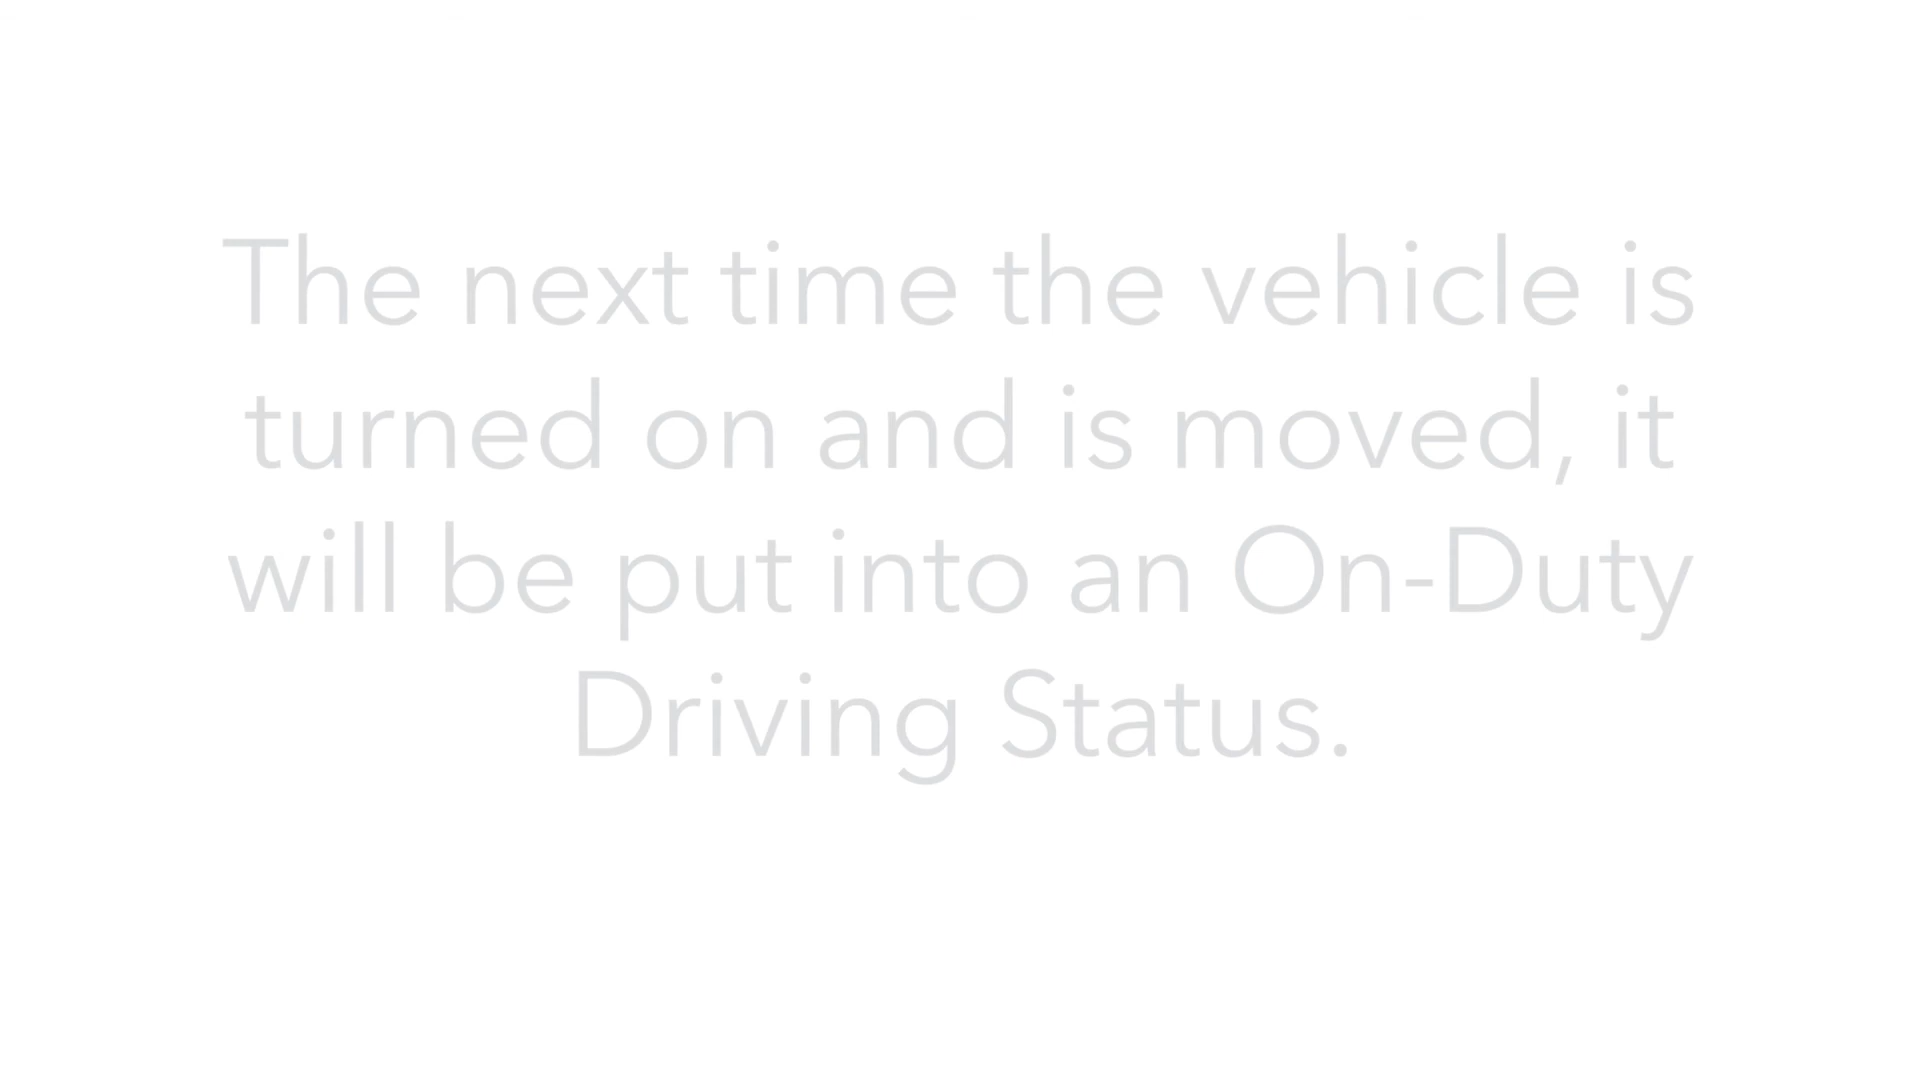 The next time the vehicle is
turned on and is moved, it
will be put into an On-Duty
Driving Status.